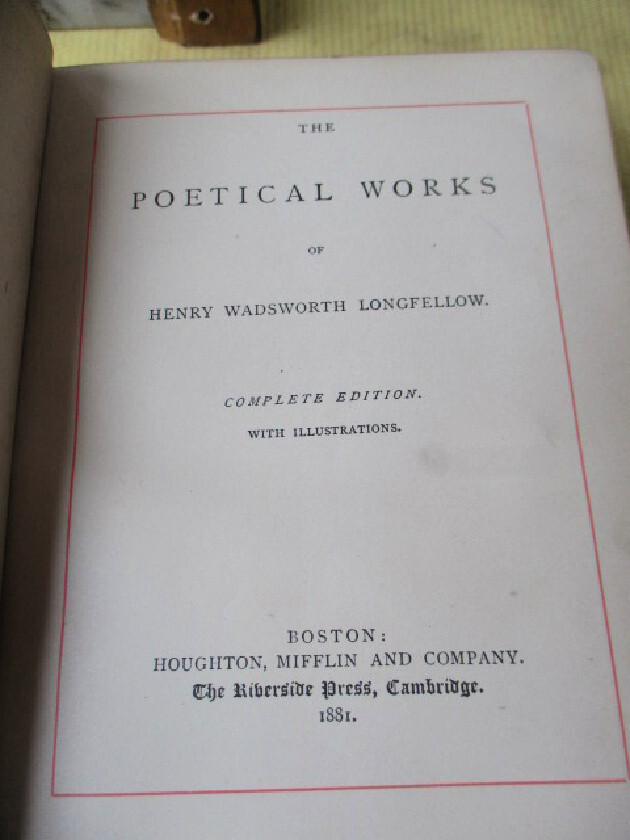 THE
POETICAL WORKS
OF
HENRY WADSWORTH LONGFELLOW.
COMPLETE EDITION.
WITH ILLUSTRATIONS.
BOSTON:
HOUGHTON, MIFFLIN AND COMPANY.
The Riverside Press, Cambridge.
1881.